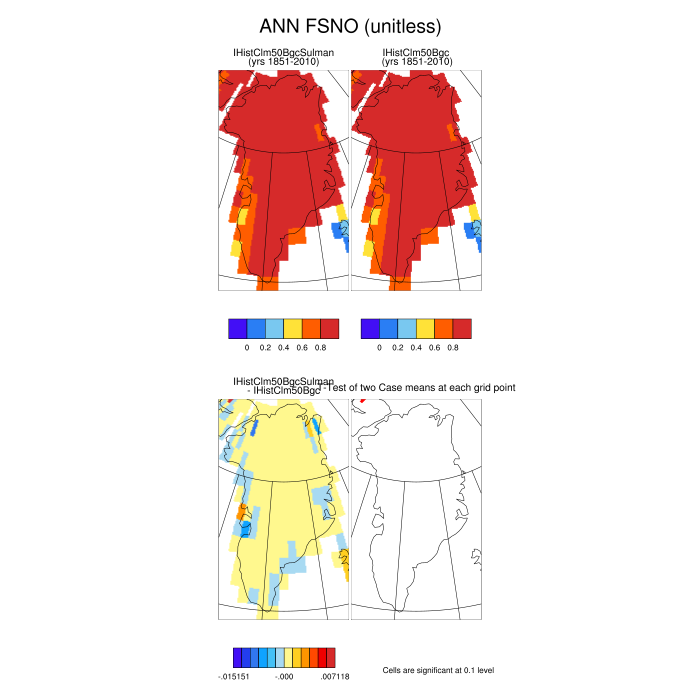 ANN FSNO (unitless)
IHistClm50BgcSulman
(yrs 1851-2010)
IHistClm50Bgc
(yrs 1851-2010)
0 0.2 0.4 0.6 0.8
0 0.2 0.4 0.6 0.8
IHistClm50BgcSulman
- IHistClm50Bgc
T-Test of two Case means at each grid point
-.015151 -.000 .007118
Cells are significant at 0.1 level